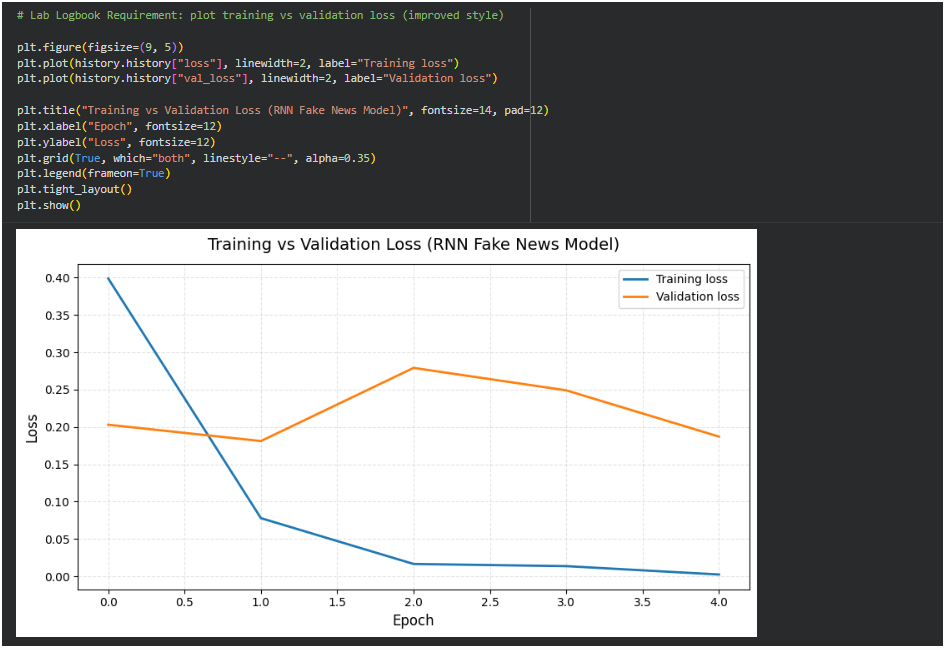 # Lab Logbook Requirement: plot training vs validation loss (improved style)
plt.figure(figsize=(9, 5))
plt.plot(history.history["loss"], linewidth=2, label="Training loss")
plt.plot(history.history["val_loss"], linewidth=2, label="Validation loss")
plt.title("Training vs Validation Loss (RNN Fake News Model)", fontsize=14, pad=12)
plt.xlabel("Epoch", fontsize=12)
plt.ylabel("Loss", fontsize=12)
plt.grid(True, which="both", linestyle="--", alpha=0.35)
plt.legend(frameon=True)
plt.tight_layout()
plt.show()
Training vs Validation Loss (RNN Fake News Model)
Training loss
Validation loss
Loss
0.40
0.35
0.30
0.25
0.20
0.15
0.10
0.05
0.00
0.0 0.5 1.0 1.5 2.0 2.5 3.0 3.5 4.0
Epoch